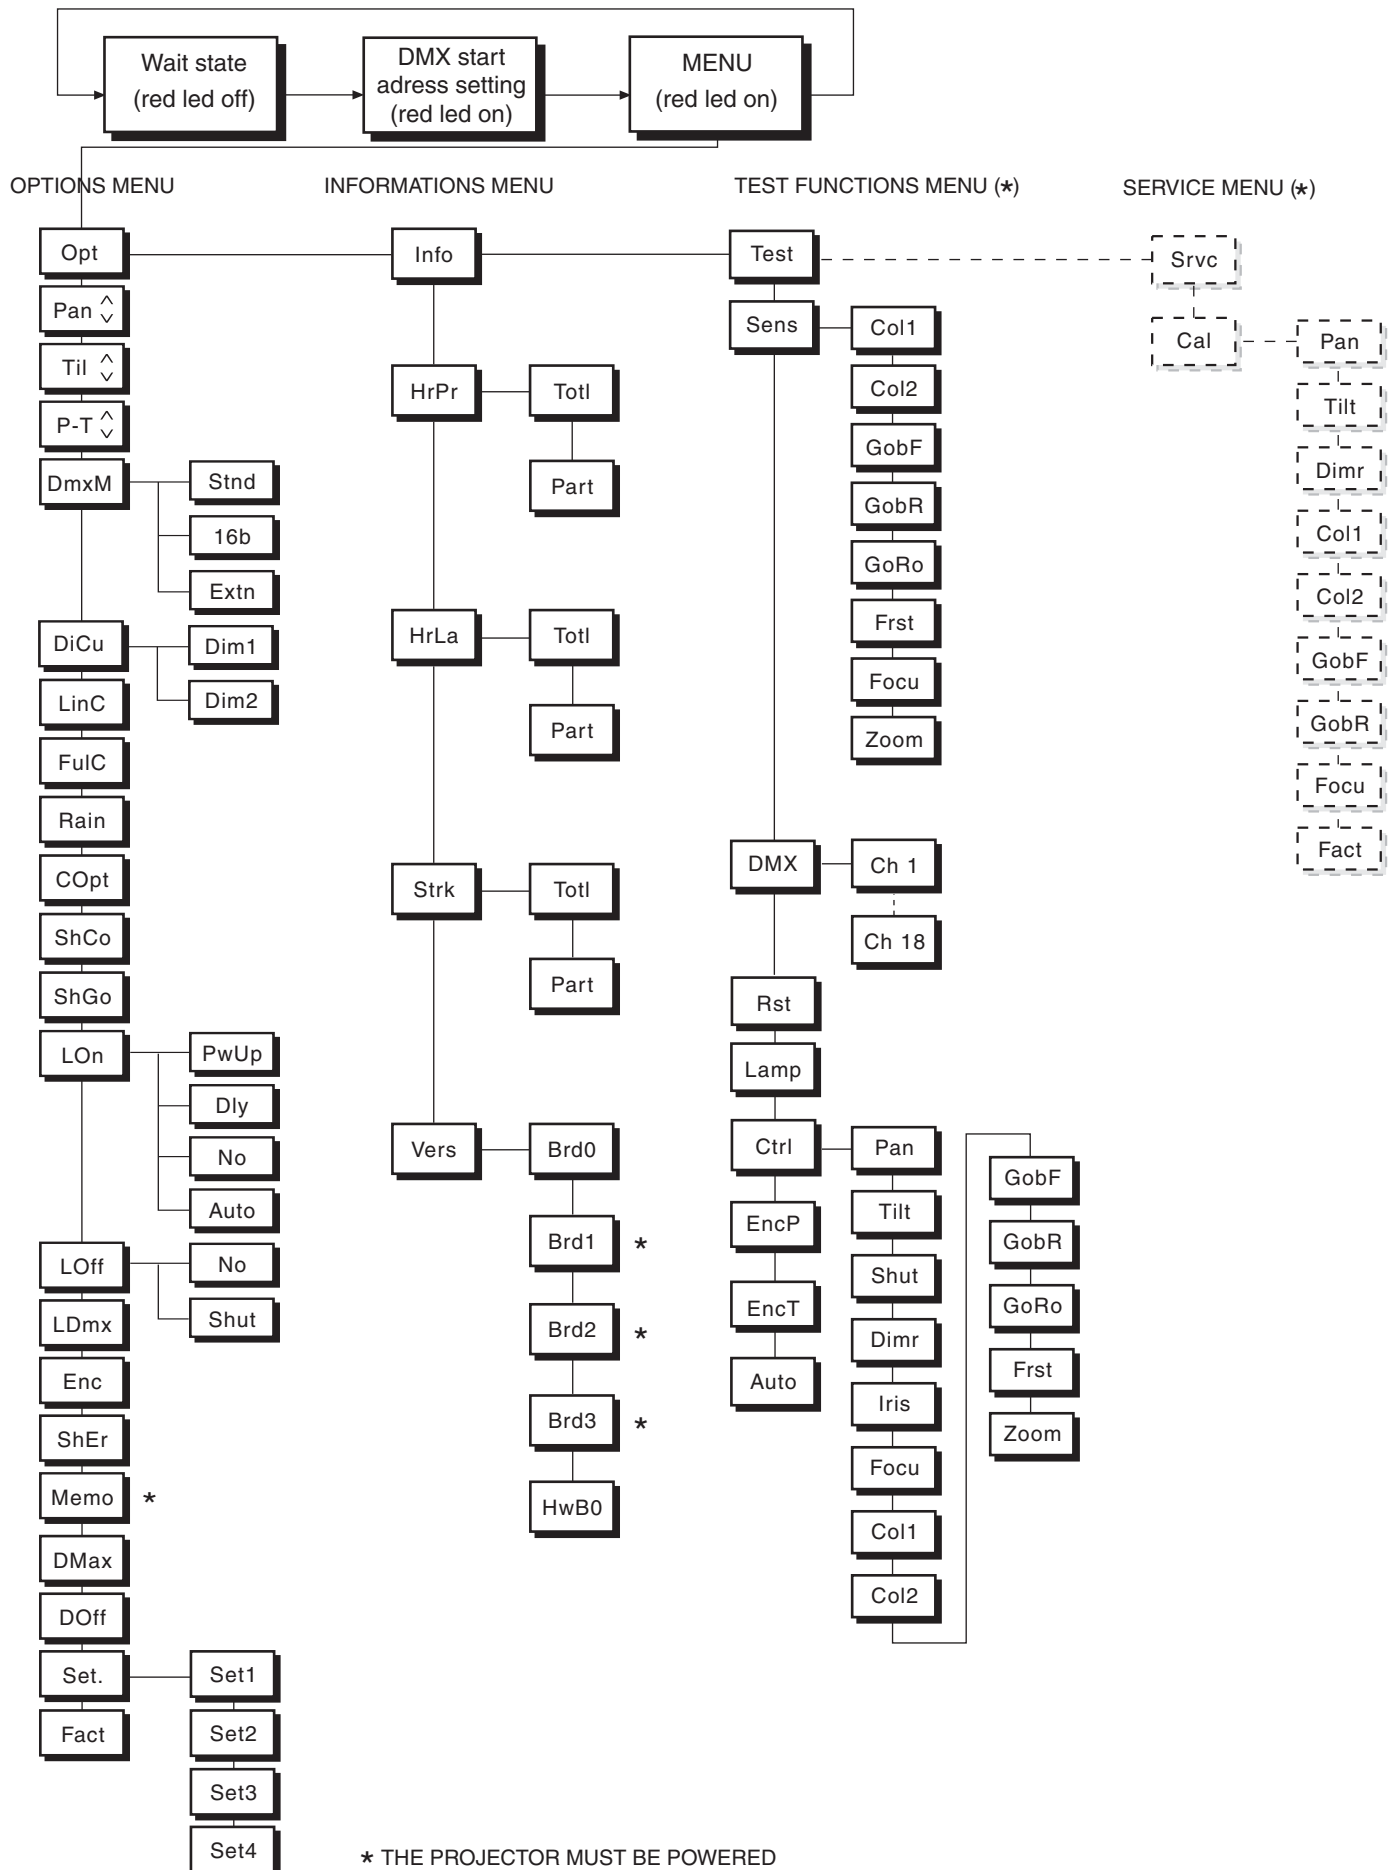 Wait state
(red led off)
DMX start
adress setting
(red led on)
MENU
(red led on)
OPTIONS MENU
Opt
Pan
Til
P-T
DmxM
Stnd
16b
Extn
DiCu
Dim1
Dim2
LinC
FulC
Rain
COpt
ShCo
ShGo
LOn
PwUp
Dly
No
Auto
LOff
No
Shut
LDmx
Enc
ShEr
Memo *
DMax
DOff
Set.
Set1
Set2
Set3
Set4
Fact
INFORMATIONS MENU
Info
HrPr
Totl
Part
HrLa
Totl
Part
Strk
Totl
Part
Vers
Brd0
Brd1 *
Brd2 *
Brd3 *
HwB0
TEST FUNCTIONS MENU (*)
Test
Sens
Col1
Col2
GobF
GobR
GoRo
Frst
Focu
Zoom
DMX
Ch 1
Ch 18
Rst
Lamp
Ctrl
Pan
Tilt
Shut
Dimr
Iris
Focu
Col1
Col2
GobF
GobR
GoRo
Frst
Zoom
EncP
EncT
Auto
SERVICE MENU (*)
Srvc
Cal
Pan
Tilt
Dimr
Col1
Col2
GobF
GobR
Focu
Fact
* THE PROJECTOR MUST BE POWERED